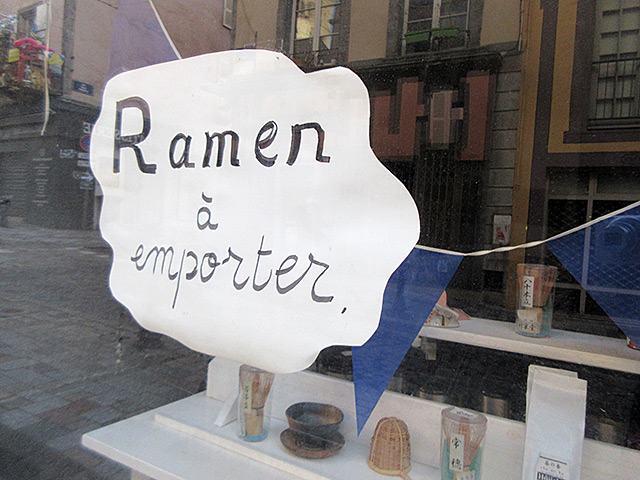 Ramen
à
emporter,